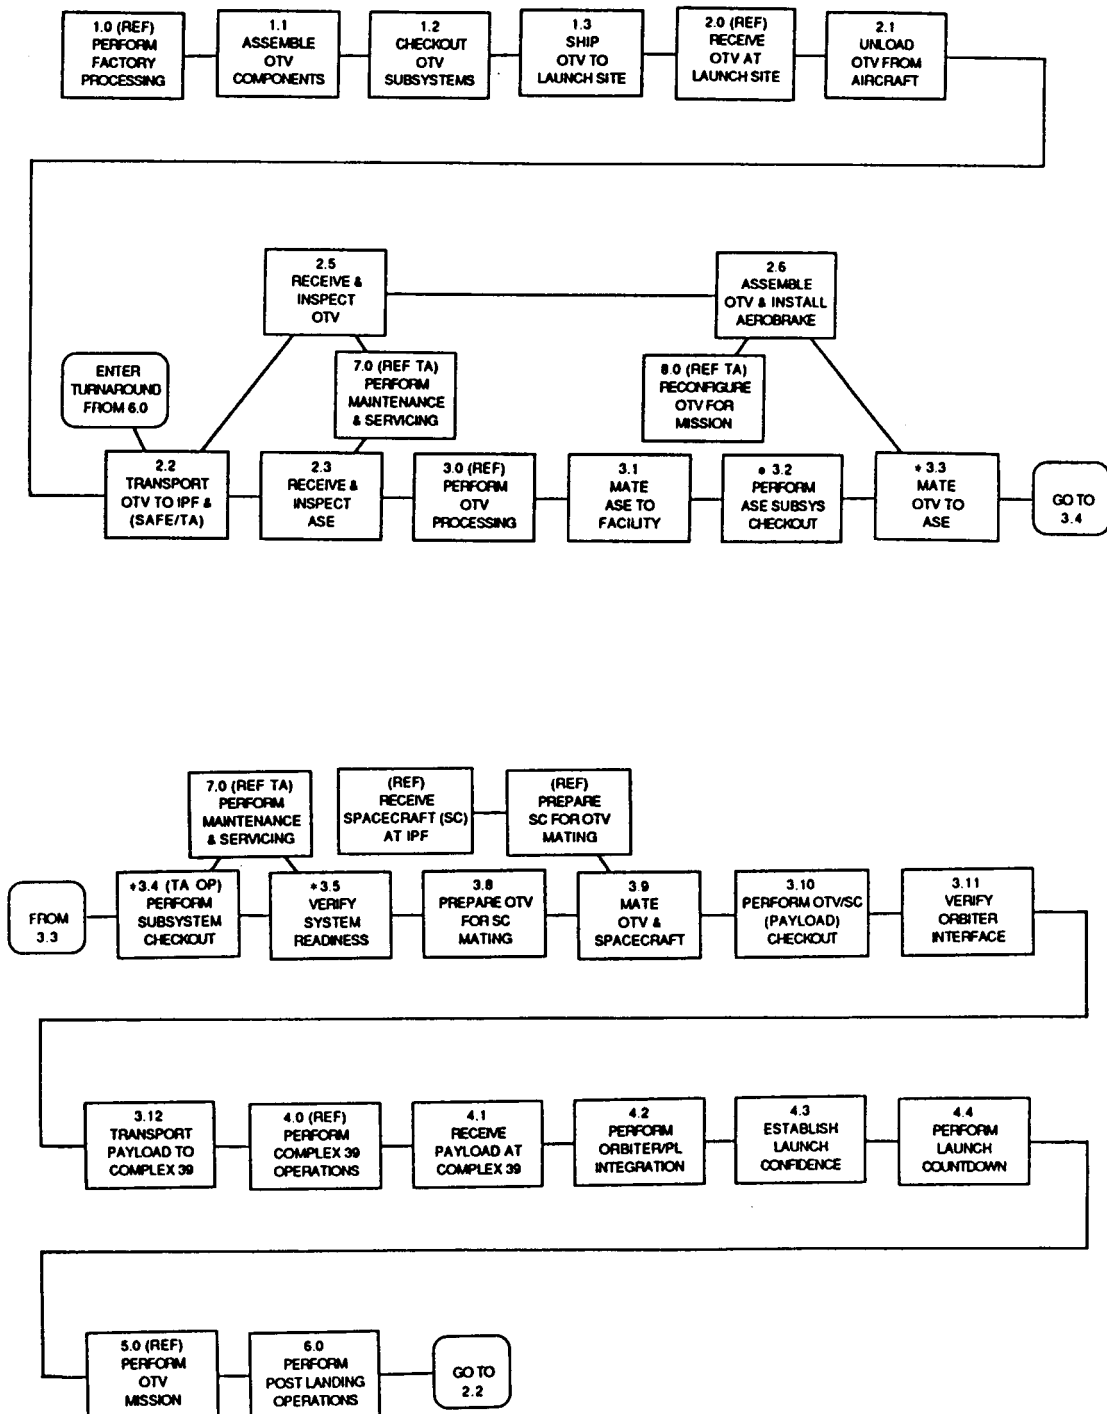 1.0 (REF)
PERFORM
FACTORY
PROCESSING
1.1
ASSEMBLE
OTV
COMPONENTS
1.2
CHECKOUT
OTV
SUBSYSTEMS
1.3
SHIP
OTV TO
LAUNCH SITE
2.0 (REF)
RECEIVE
OTV AT
LAUNCH SITE
2.1
UNLOAD
OTV FROM
AIRCRAFT
2.5
RECEIVE &
INSPECT
OTV
2.6
ASSEMBLE
OTV & INSTALL
AEROBRAKE
ENTER
TURNAROUND
FROM 6.0
7.0 (REF TA)
PERFORM
MAINTENANCE
& SERVICING
8.0 (REF TA)
RECONFIGURE
OTV FOR
MISSION
2.2
TRANSPORT
OTV TO IPF &
(SAFE/TA)
2.3
RECEIVE &
INSPECT
ASE
3.0 (REF)
PERFORM
OTV
PROCESSING
3.1
MATE
ASE TO
FACILITY
* 3.2
PERFORM
ASE SUBSYS
CHECKOUT
* 3.3
MATE
OTV TO
ASE
GO TO
3.4
7.0 (REF TA)
PERFORM
MAINTENANCE
& SERVICING
(REF)
RECEIVE
SPACECRAFT (SC)
AT IPF
(REF)
PREPARE
SC FOR OTV
MATING
FROM
3.3
*3.4 (TA OP)
PERFORM
SUBSYSTEM
CHECKOUT
*3.5
VERIFY
SYSTEM
READINESS
3.8
PREPARE OTV
FOR SC
MATING
3.9
MATE
OTV &
SPACECRAFT
3.10
PERFORM OTV/SC
(PAYLOAD)
CHECKOUT
3.11
VERIFY
ORBITER
INTERFACE
3.12
TRANSPORT
PAYLOAD TO
COMPLEX 39
4.0 (REF)
PERFORM
COMPLEX 39
OPERATIONS
4.1
RECEIVE
PAYLOAD AT
COMPLEX 39
4.2
PERFORM
ORBITER/PL
INTEGRATION
4.3
ESTABLISH
LAUNCH
CONFIDENCE
4.4
PERFORM
LAUNCH
COUNTDOWN
5.0 (REF)
PERFORM
OTV
MISSION
6.0
PERFORM
POST LANDING
OPERATIONS
GO TO
2.2